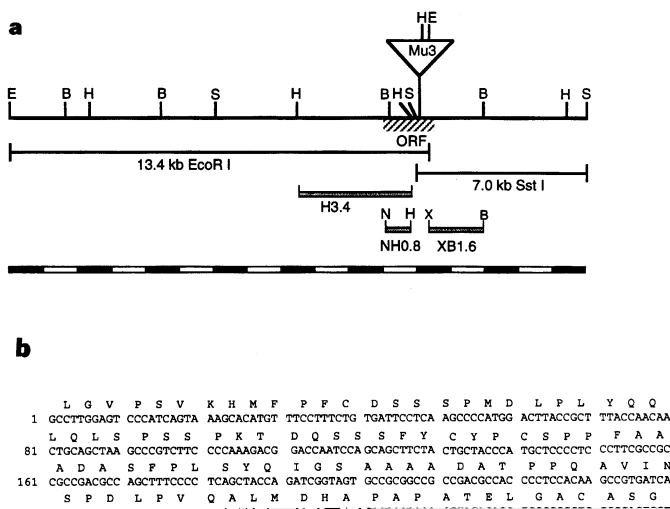 a
HE
Mu3
E B H B S H B H S B H S
ORF
13.4 kb EcoR I
7.0 kb Sst I
H3.4
N H X B
NH0.8 XB1.6
b
L G V P S V K H M F P F C D S S S P M D L P L Y Q Q
1 GCCTTGGAGT CCCATCAGTA AAGCACATGT TTCCTTTCTG TGATTCCTCA AGCCCCATGG ACTTACCGCT TTACCAACAA
L Q L S P S S P K T D Q S S S F Y C Y P C S P P F A A
81 CTGCAGCTAA GCCCGTCTTC CCCAAAGACG GACCAATCCA GCAGCTTCTA CTGCTACCCA TGCTCCCCTC CCTTCGCCGC
A D A S F P L S Y Q I G S A A A A D A T P P Q A V I N
161 CGCCGACGCC AGCTTTCCCC TCAGCTACCA GATCGGTAGT GCCGCGGCCG CCGACGCCAC CCCTCCACAA GCCGTGATCA
S P D L P V Q A L M D H A P A P A T E L G A C A S G